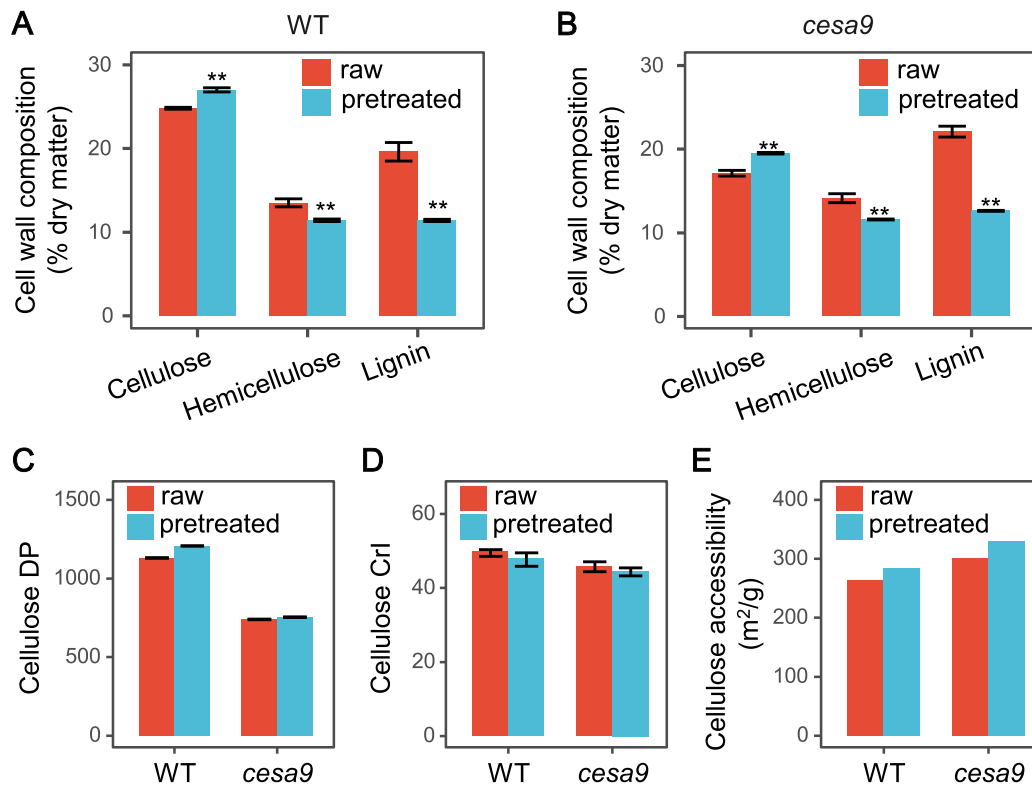 A
WT
Cell wall composition
(% dry matter)
30
20
10
0
raw
pretreated
**
**
**
Cellulose
Hemicellulose
Lignin
B
cesa9
Cell wall composition
(% dry matter)
30
20
10
0
raw
pretreated
**
**
**
Cellulose
Hemicellulose
Lignin
C
Cellulose DP
1500
1000
500
0
raw
pretreated
WT
cesa9
D
Cellulose CrI
60
40
20
0
raw
pretreated
WT
cesa9
E
Cellulose accessibility
(m²/g)
400
300
200
100
0
raw
pretreated
WT
cesa9